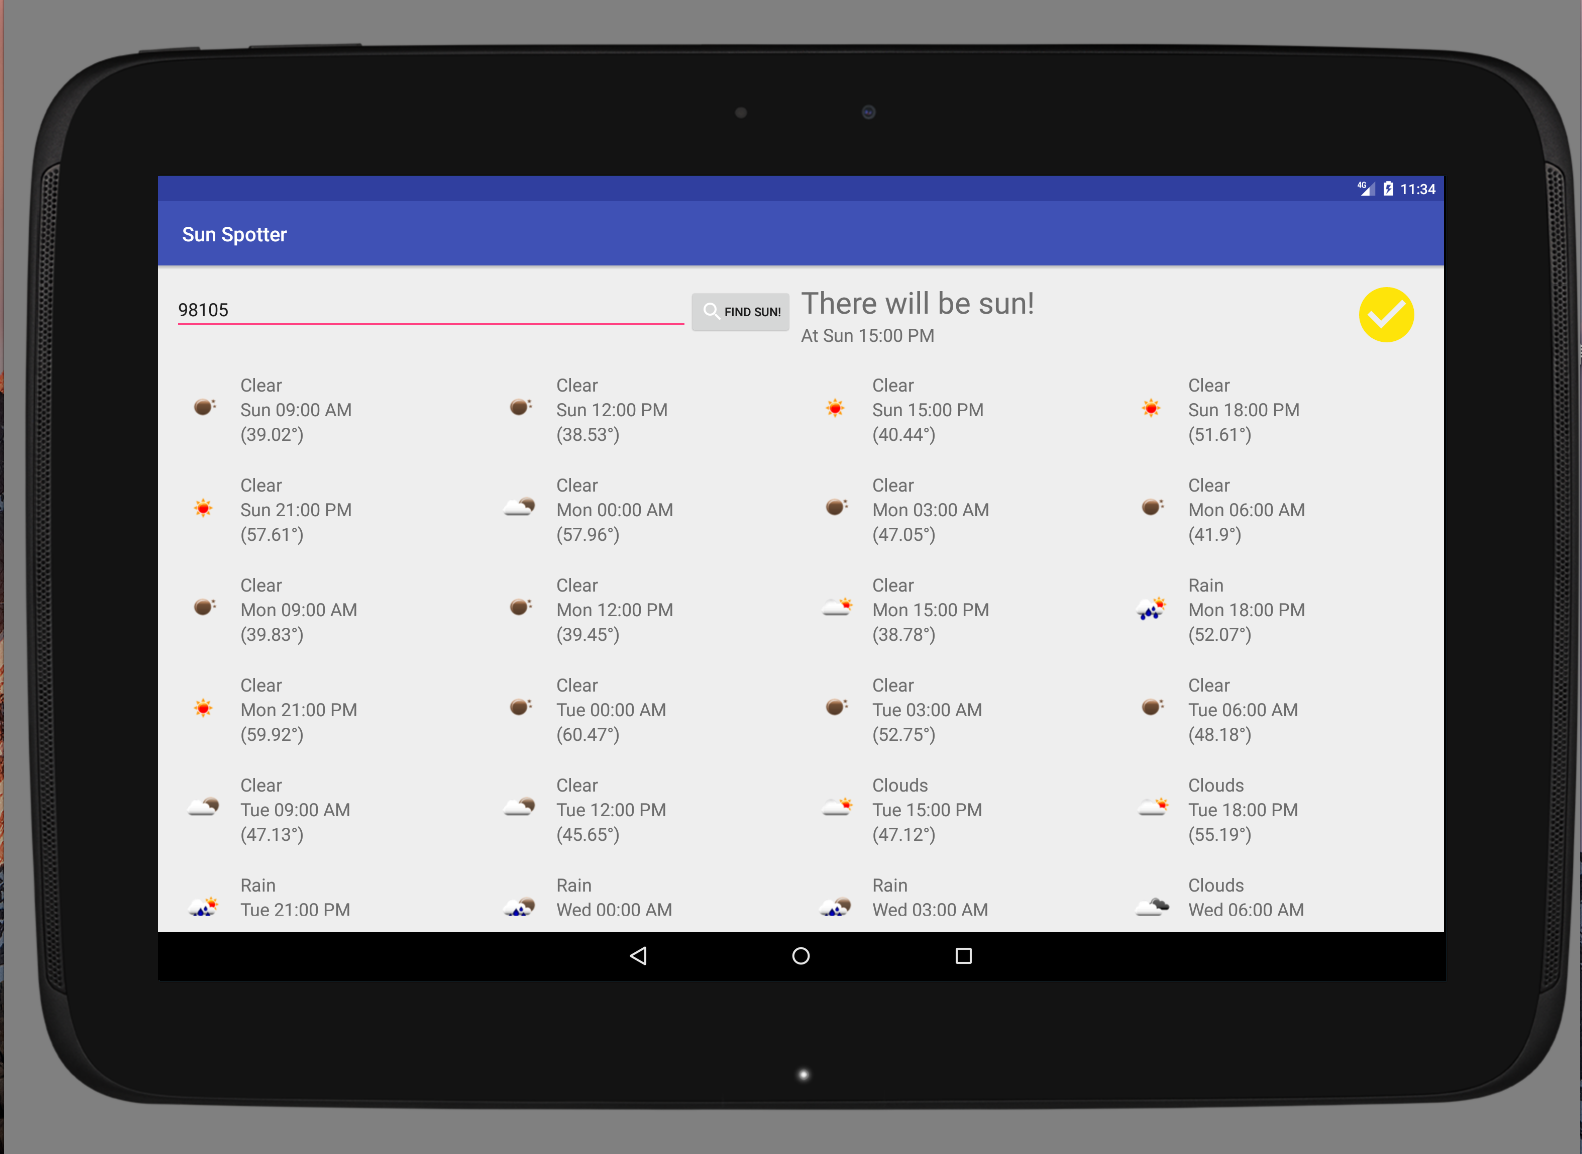 4G 11:34
Sun Spotter
98105
FIND SUN!
There will be sun!
At Sun 15:00 PM
Clear
Sun 09:00 AM
(39.02°)
Clear
Sun 12:00 PM
(38.53°)
Clear
Sun 15:00 PM
(40.44°)
Clear
Sun 18:00 PM
(51.61°)
Clear
Sun 21:00 PM
(57.61°)
Clear
Mon 00:00 AM
(57.96°)
Clear
Mon 03:00 AM
(47.05°)
Clear
Mon 06:00 AM
(41.9°)
Clear
Mon 09:00 AM
(39.83°)
Clear
Mon 12:00 PM
(39.45°)
Clear
Mon 15:00 PM
(38.78°)
Rain
Mon 18:00 PM
(52.07°)
Clear
Mon 21:00 PM
(59.92°)
Clear
Tue 00:00 AM
(60.47°)
Clear
Tue 03:00 AM
(52.75°)
Clear
Tue 06:00 AM
(48.18°)
Clear
Tue 09:00 AM
(47.13°)
Clear
Tue 12:00 PM
(45.65°)
Clouds
Tue 15:00 PM
(47.12°)
Clouds
Tue 18:00 PM
(55.19°)
Rain
Tue 21:00 PM
Rain
Wed 00:00 AM
Rain
Wed 03:00 AM
Clouds
Wed 06:00 AM